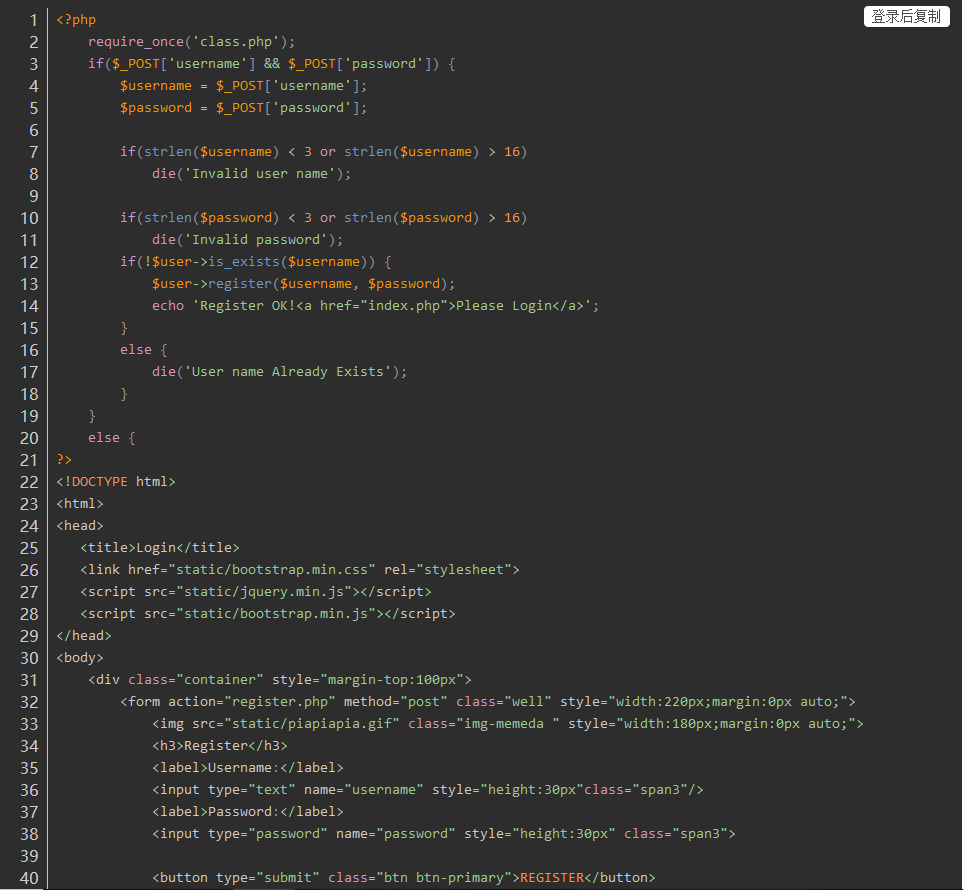 登录后复制
1 <?php
2 require_once('class.php');
3 if($_POST['username'] && $_POST['password']) {
4 $username = $_POST['username'];
5 $password = $_POST['password'];
6
7 if(strlen($username) < 3 or strlen($username) > 16)
8 die('Invalid user name');
9
10 if(strlen($password) < 3 or strlen($password) > 16)
11 die('Invalid password');
12 if(!$user->is_exists($username)) {
13 $user->register($username, $password);
14 echo 'Register OK!<a href="index.php">Please Login</a>';
15 }
16 else {
17 die('User name Already Exists');
18 }
19 }
20 else {
21 ?>
22 <!DOCTYPE html>
23 <html>
24 <head>
25 <title>Login</title>
26 <link href="static/bootstrap.min.css" rel="stylesheet">
27 <script src="static/jquery.min.js"></script>
28 <script src="static/bootstrap.min.js"></script>
29 </head>
30 <body>
31 <div class="container" style="margin-top:100px">
32 <form action="register.php" method="post" class="well" style="width:220px;margin:0px auto;">
33 <img src="static/piapiapia.gif" class="img-memeda " style="width:180px;margin:0px auto;">
34 <h3>Register</h3>
35 <label>Username:</label>
36 <input type="text" name="username" style="height:30px"class="span3"/>
37 <label>Password:</label>
38 <input type="password" name="password" style="height:30px" class="span3">
39
40 <button type="submit" class="btn btn-primary">REGISTER</button>